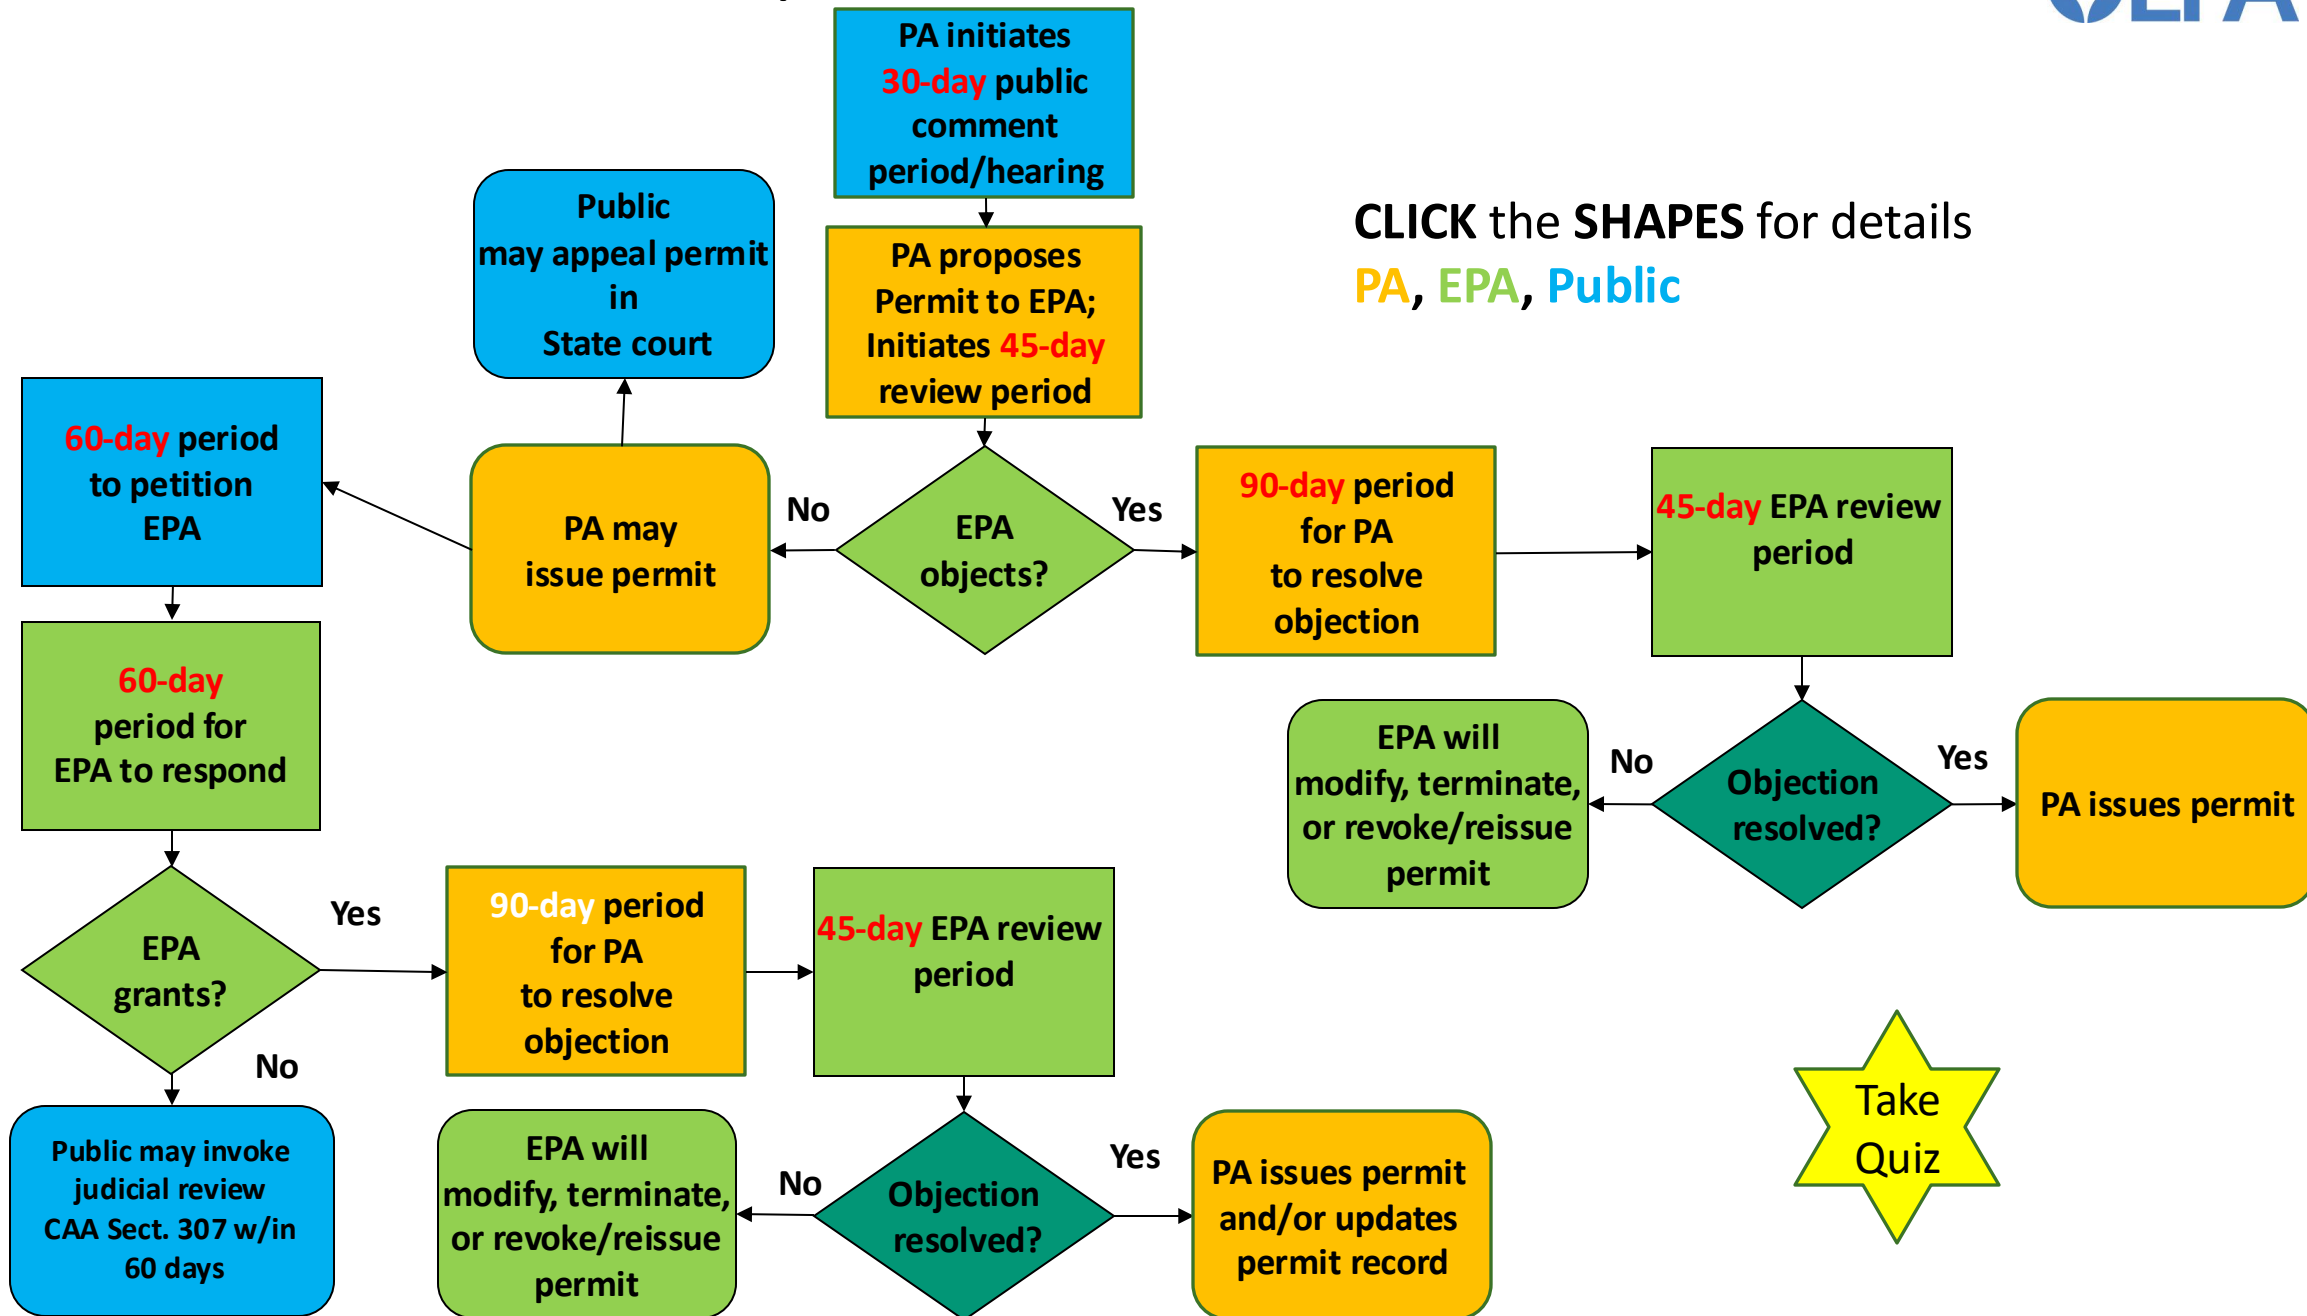 PA initiates
30-day public
comment
period/hearing
Public
may appeal permit
in
State court
PA proposes
Permit to EPA;
Initiates 45-day
review period
CLICK the SHAPES for details
PA, EPA, Public
60-day period
to petition
EPA
PA may
issue permit
No
EPA
objects?
Yes
90-day period
for PA
to resolve
objection
45-day EPA review
period
60-day
period for
EPA to respond
EPA will
modify, terminate,
or revoke/reissue
permit
No
Objection
resolved?
Yes
PA issues permit
EPA
grants?
Yes
90-day period
for PA
to resolve
objection
45-day EPA review
period
No
Public may invoke
judicial review
CAA Sect. 307 w/in
60 days
EPA will
modify, terminate,
or revoke/reissue
permit
No
Objection
resolved?
Yes
PA issues permit
and/or updates
permit record
Take
Quiz